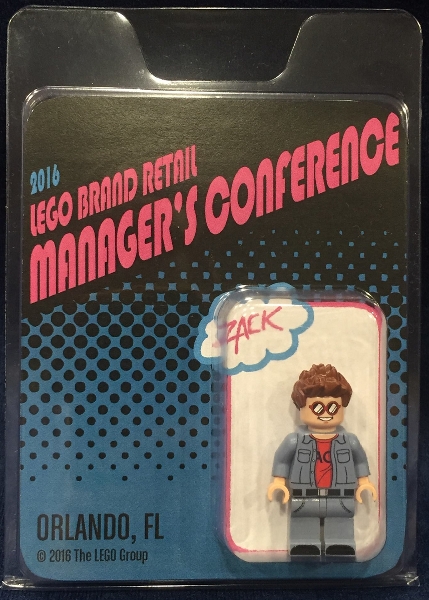 2016
LEGO BRAND RETAIL
MANAGER'S CONFERENCE
ZACK
ORLANDO, FL
© 2016 The LEGO Group